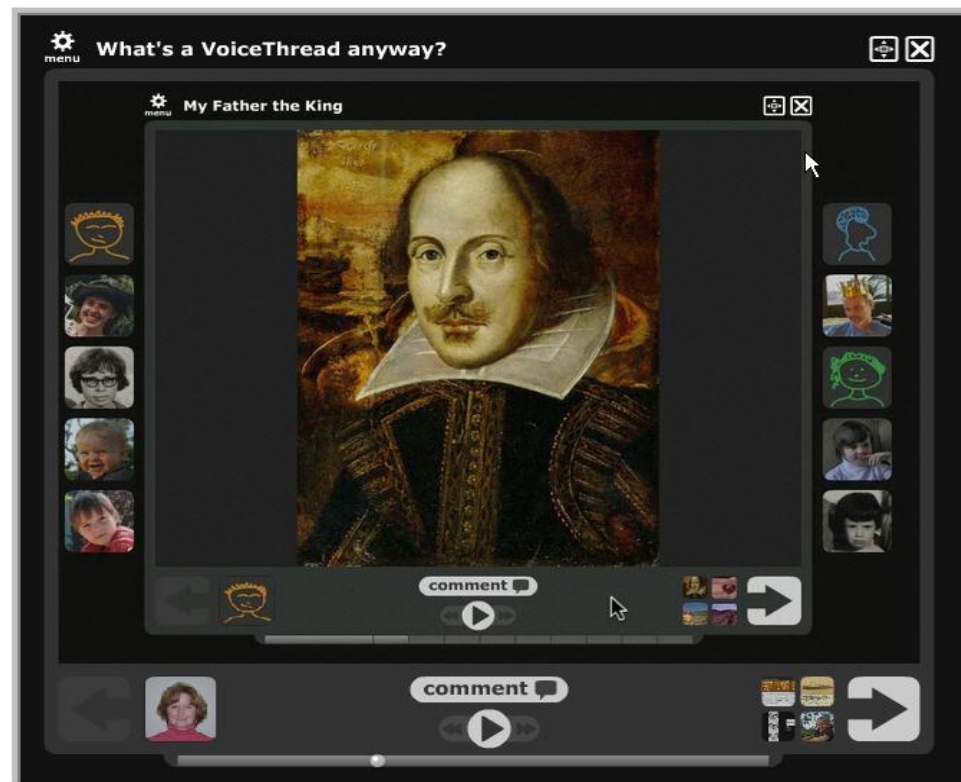 What's a VoiceThread anyway?
menu
My Father the King
menu
comment
comment